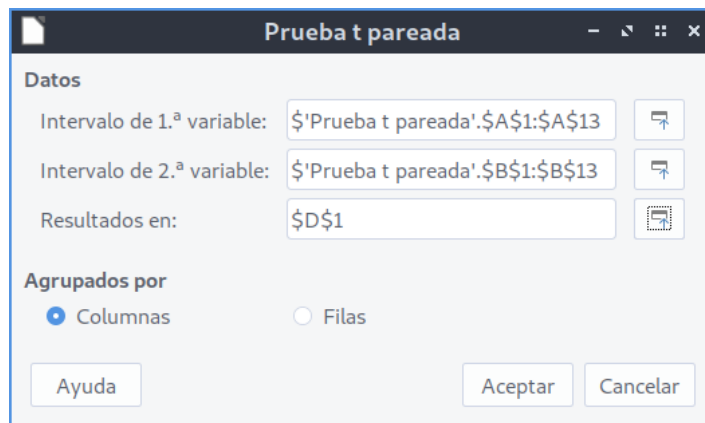 Prueba t pareada
Datos
Intervalo de 1.ª variable: $'Prueba t pareada'.$A$1:$A$13
Intervalo de 2.ª variable: $'Prueba t pareada'.$B$1:$B$13
Resultados en: $D$1
Agrupados por
Columnas Filas
Ayuda Aceptar Cancelar